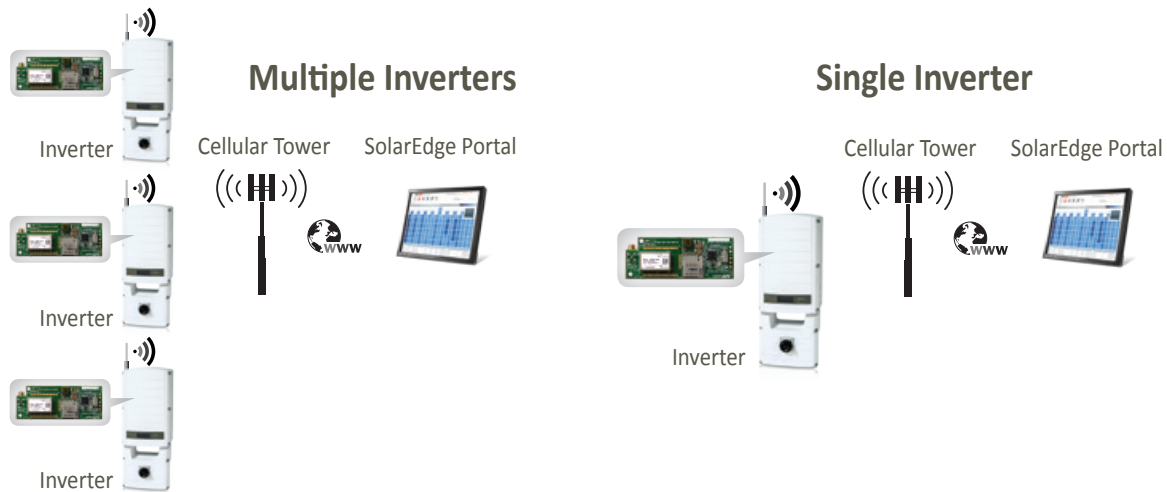 Multiple Inverters
Inverter
Cellular Tower
SolarEdge Portal
WWW
Inverter
Inverter
Single Inverter
Cellular Tower
SolarEdge Portal
WWW
Inverter